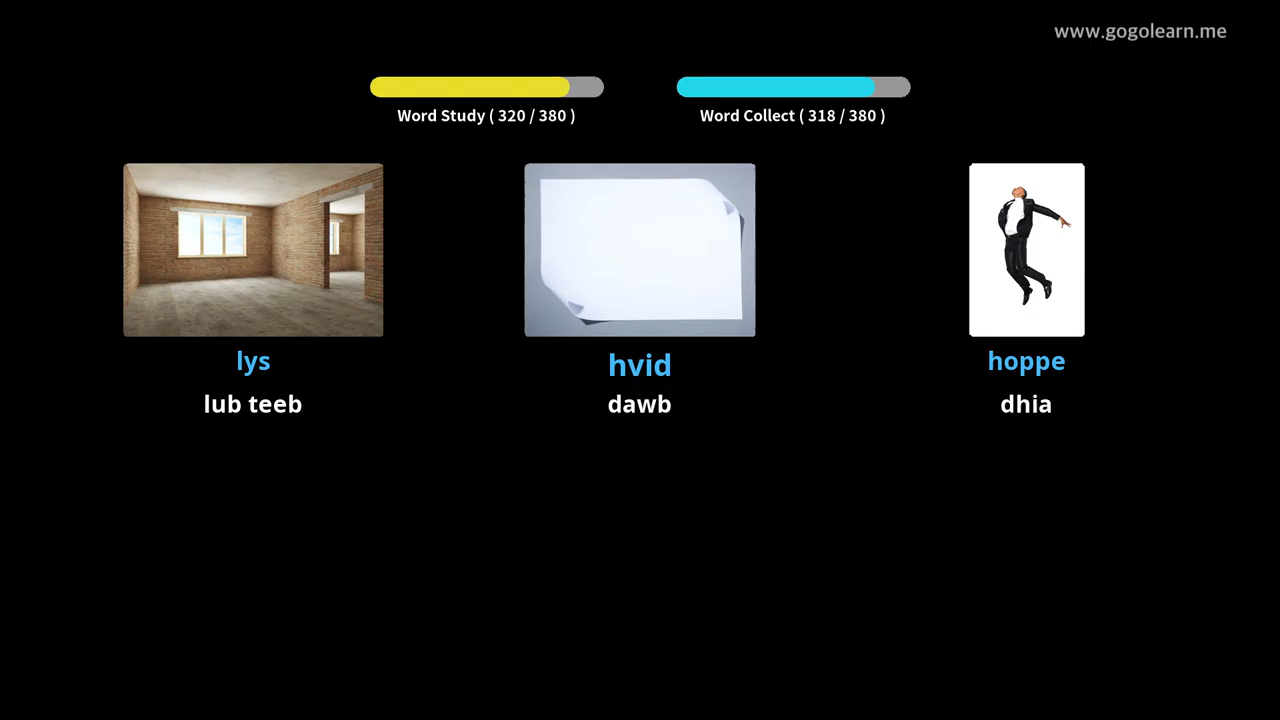 www.gogolearn.me
Word Study ( 320 / 380 )
Word Collect ( 318 / 380 )
lys
lub teeb
hvid
dawb
hoppe
dhia